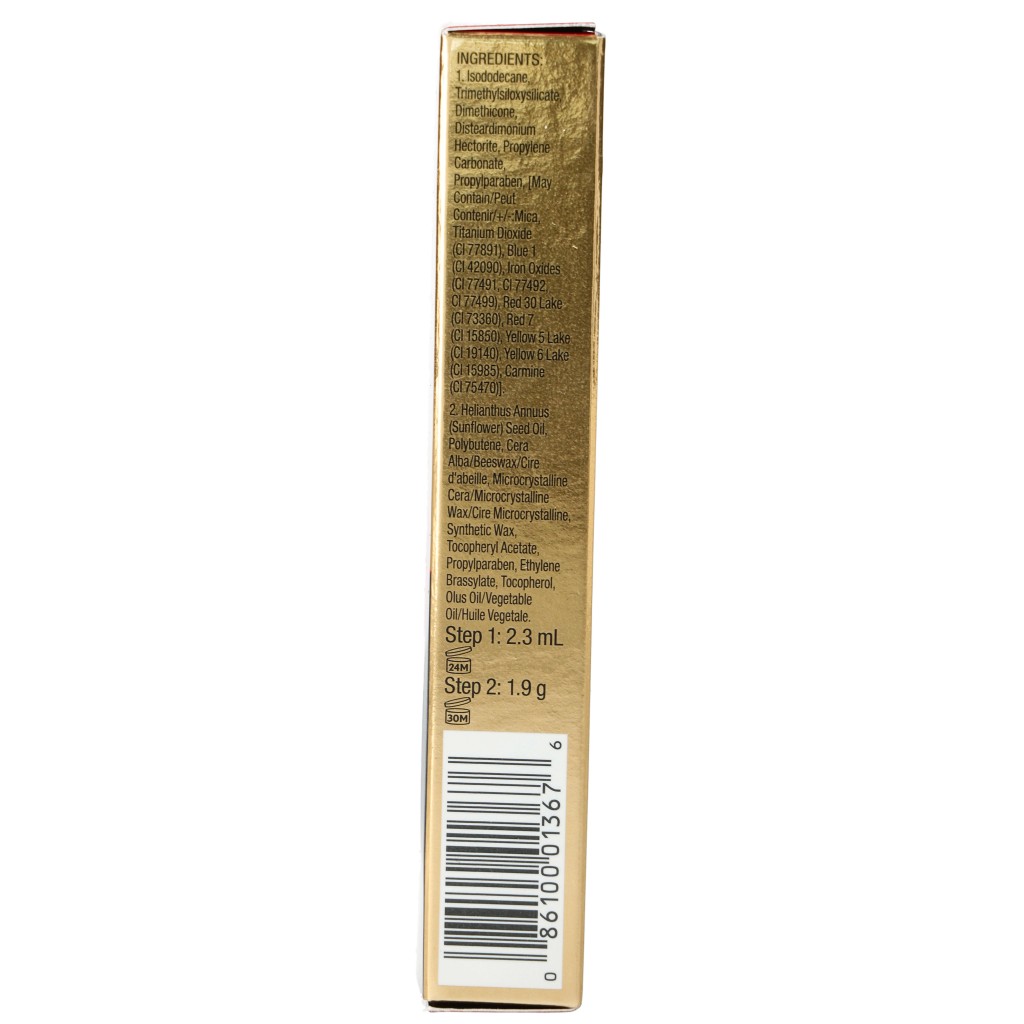 INGREDIENTS:
1. Isododecane,
Trimethylsiloxysilicate,
Dimethicone,
Disteardimonium
Hectorite, Propylene
Carbonate,
Propylparaben, [May
Contain/Peut
Contenir/+/-:Mica,
Titanium Dioxide
(CI 77891), Blue 1
(CI 42090), Iron Oxides
(CI 77491, CI 77492,
CI 77499), Red 30 Lake
(CI 73360), Red 7
(CI 15850), Yellow 5 Lake
(CI 19140), Yellow 6 Lake
(CI 15985), Carmine
(CI 75470)].
2. Helianthus Annuus
(Sunflower) Seed Oil,
Polybutene, Cera
Alba/Beeswax/Cire
d'abeille, Microcrystalline
Cera/Microcrystalline
Wax/Cire Microcrystalline,
Synthetic Wax,
Tocopheryl Acetate,
Propylparaben, Ethylene
Brassylate, Tocopherol,
Olus Oil/Vegetable
Oil/Huile Vegetale.
Step 1: 2.3 mL
24M
Step 2: 1.9 g
30M
0 86100 01367 6